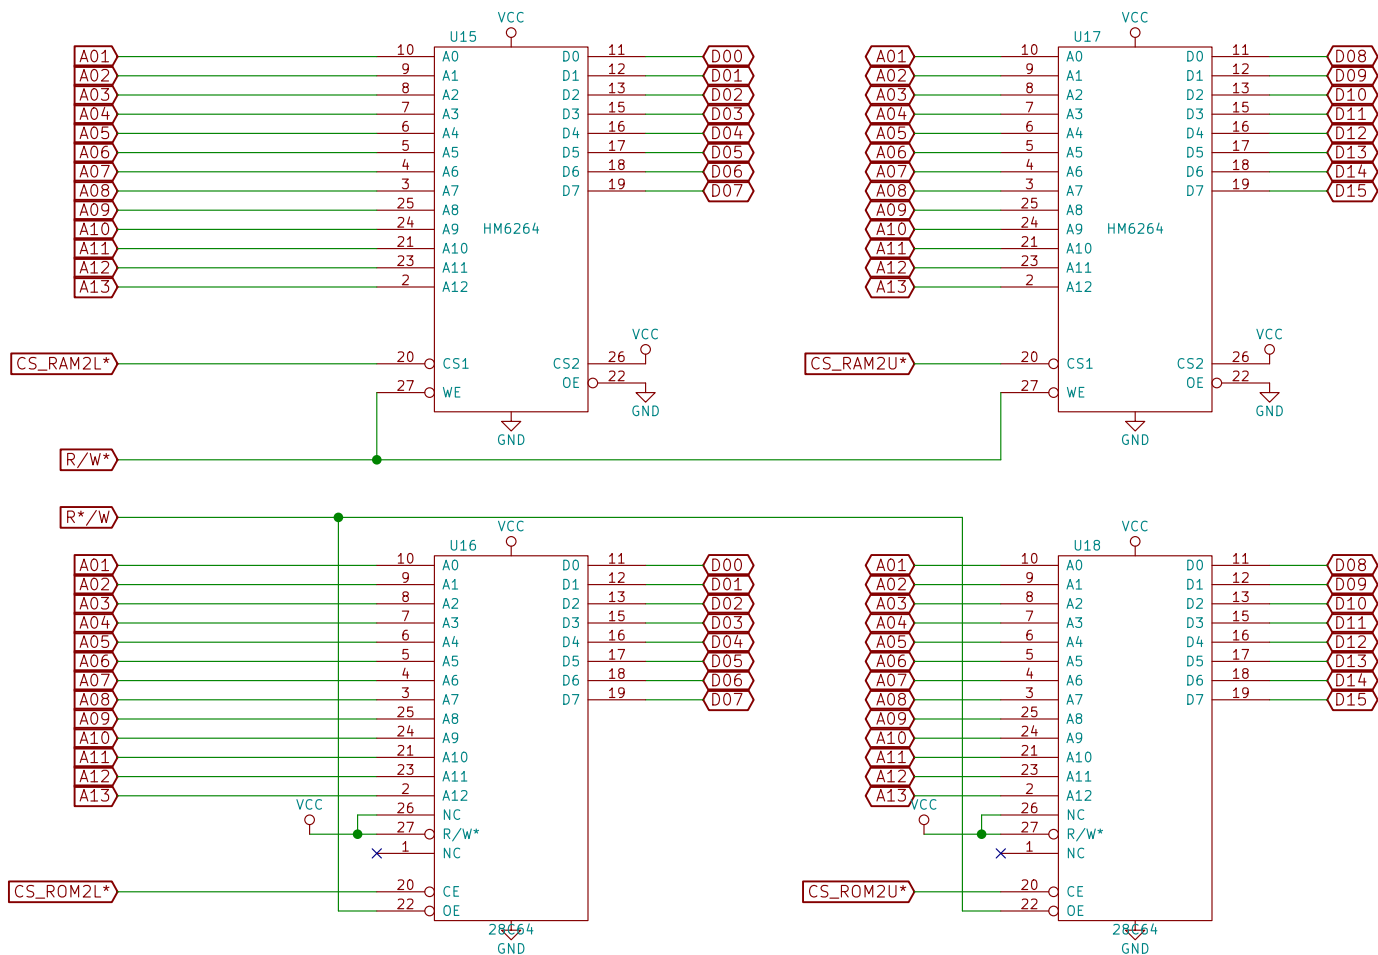 VCC VCC
U15 U17
A01 10 A0 D0 11 D00 A01 10 A0 D0 11 D08
A02 9 A1 D1 12 D01 A02 9 A1 D1 12 D09
A03 8 A2 D2 13 D02 A03 8 A2 D2 13 D10
A04 7 A3 D3 15 D03 A04 7 A3 D3 15 D11
A05 6 A4 D4 16 D04 A05 6 A4 D4 16 D12
A06 5 A5 D5 17 D05 A06 5 A5 D5 17 D13
A07 4 A6 D6 18 D06 A07 4 A6 D6 18 D14
A08 3 A7 D7 19 D07 A08 3 A7 D7 19 D15
A09 25 A8 A09 25 A8
A10 24 A9 HM6264 A10 24 A9 HM6264
A11 21 A10 A11 21 A10
A12 23 A11 A12 23 A11
A13 2 A12 A13 2 A12
VCC VCC
CS_RAM2L* 20 CS1 CS2 26 CS_RAM2U* 20 CS1 CS2 26
OE 22 OE 22
27 WE 27 WE
GND GND
GND GND
R/W*
R*/W
VCC VCC
U16 U18
A01 10 A0 D0 11 D00 A01 10 A0 D0 11 D08
A02 9 A1 D1 12 D01 A02 9 A1 D1 12 D09
A03 8 A2 D2 13 D02 A03 8 A2 D2 13 D10
A04 7 A3 D3 15 D03 A04 7 A3 D3 15 D11
A05 6 A4 D4 16 D04 A05 6 A4 D4 16 D12
A06 5 A5 D5 17 D05 A06 5 A5 D5 17 D13
A07 4 A6 D6 18 D06 A07 4 A6 D6 18 D14
A08 3 A7 D7 19 D07 A08 3 A7 D7 19 D15
A09 25 A8 A09 25 A8
A10 24 A9 A10 24 A9
A11 21 A10 A11 21 A10
A12 23 A11 A12 23 A11
A13 2 A12 A13 2 A12
VCC VCC
26 NC 26 NC
27 R/W* 27 R/W*
1 NC 1 NC
CS_ROM2L* 20 CE CS_ROM2U* 20 CE
22 OE 22 OE
28C64 28C64
GND GND